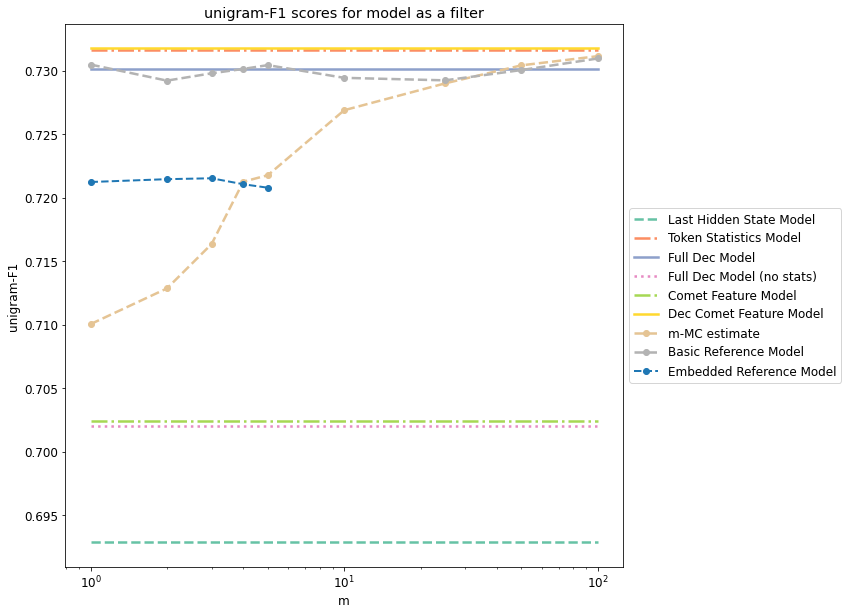 unigram-F1 scores for model as a filter
unigram-F1
0.730
0.725
0.720
0.715
0.710
0.705
0.700
0.695
10^0
10^1
10^2
m
Last Hidden State Model
Token Statistics Model
Full Dec Model
Full Dec Model (no stats)
Comet Feature Model
Dec Comet Feature Model
m-MC estimate
Basic Reference Model
Embedded Reference Model